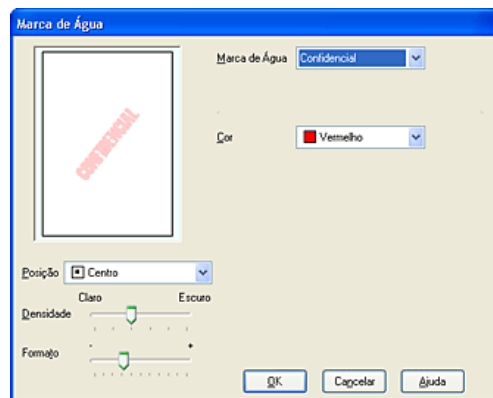 Marca de Água
Marca de Água Confidencial
CONFIDENCIAL
Cor Vermelho
Posição Centro
Claro Escuro
Densidade
- +
Formato
OK Cancelar Ajuda